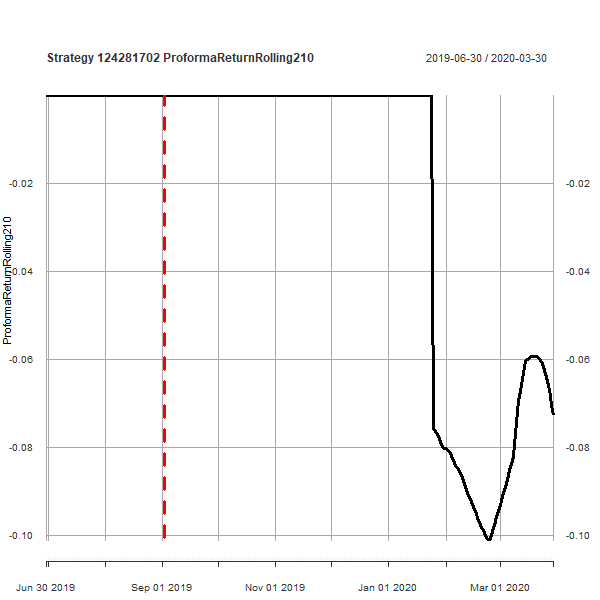 Strategy 124281702 ProformaReturnRolling210
2019-06-30 / 2020-03-30
ProformaReturnRolling210
-0.02
-0.04
-0.06
-0.08
-0.10
-0.02
-0.04
-0.06
-0.08
-0.10
Jun 30 2019
Sep 01 2019
Nov 01 2019
Jan 01 2020
Mar 01 2020